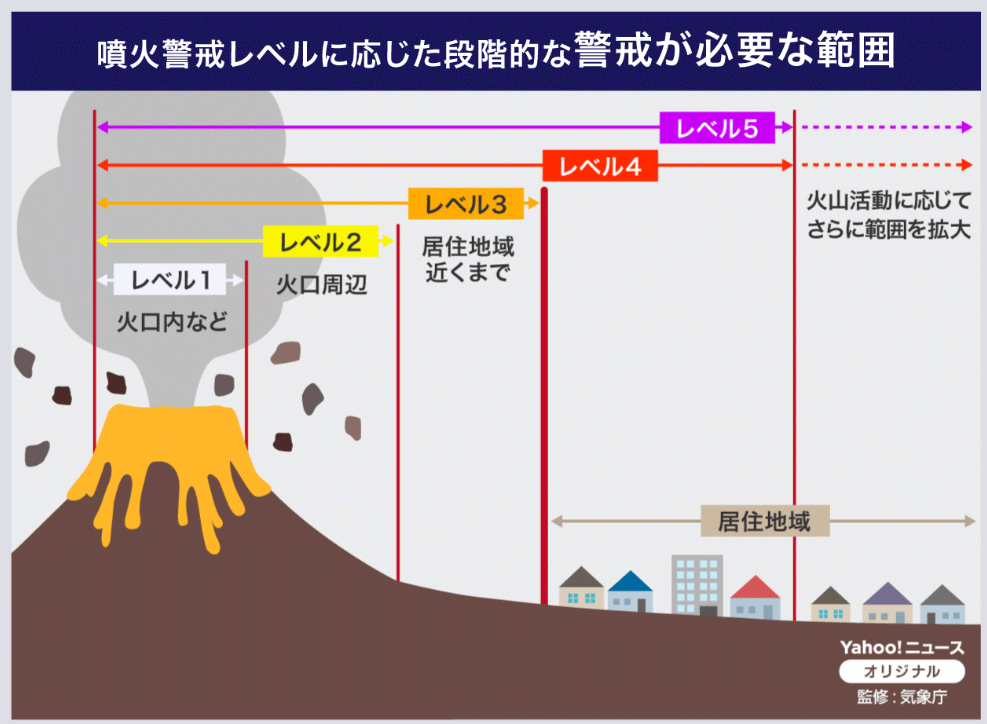 噴火警戒レベルに応じた段階的な警戒が必要な範囲
レベル5
レベル4
火山活動に応じて
さらに範囲を拡大
レベル3
居住地域
近くまで
レベル2
火口周辺
レベル1
火口内など
居住地域
Yahoo!ニュース
オリジナル
監修:気象庁